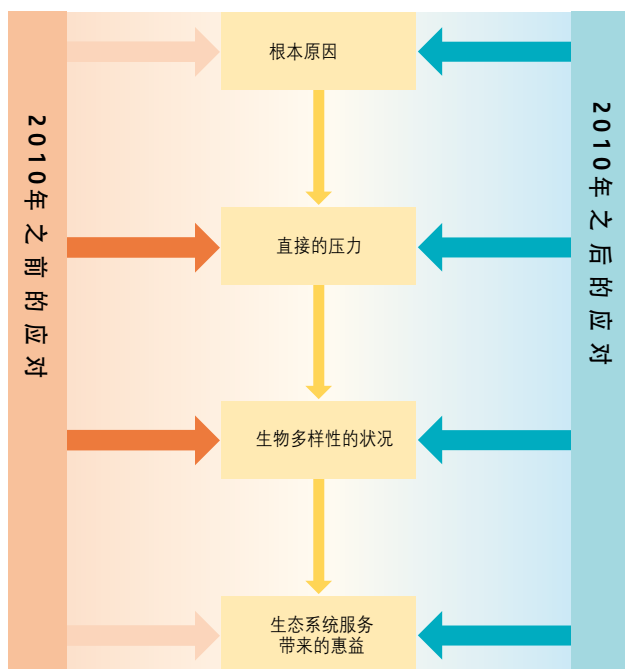 2010年之前的应对
根本原因
直接的压力
生物多样性的状况
生态系统服务
带来的惠益
2010年之后的应对